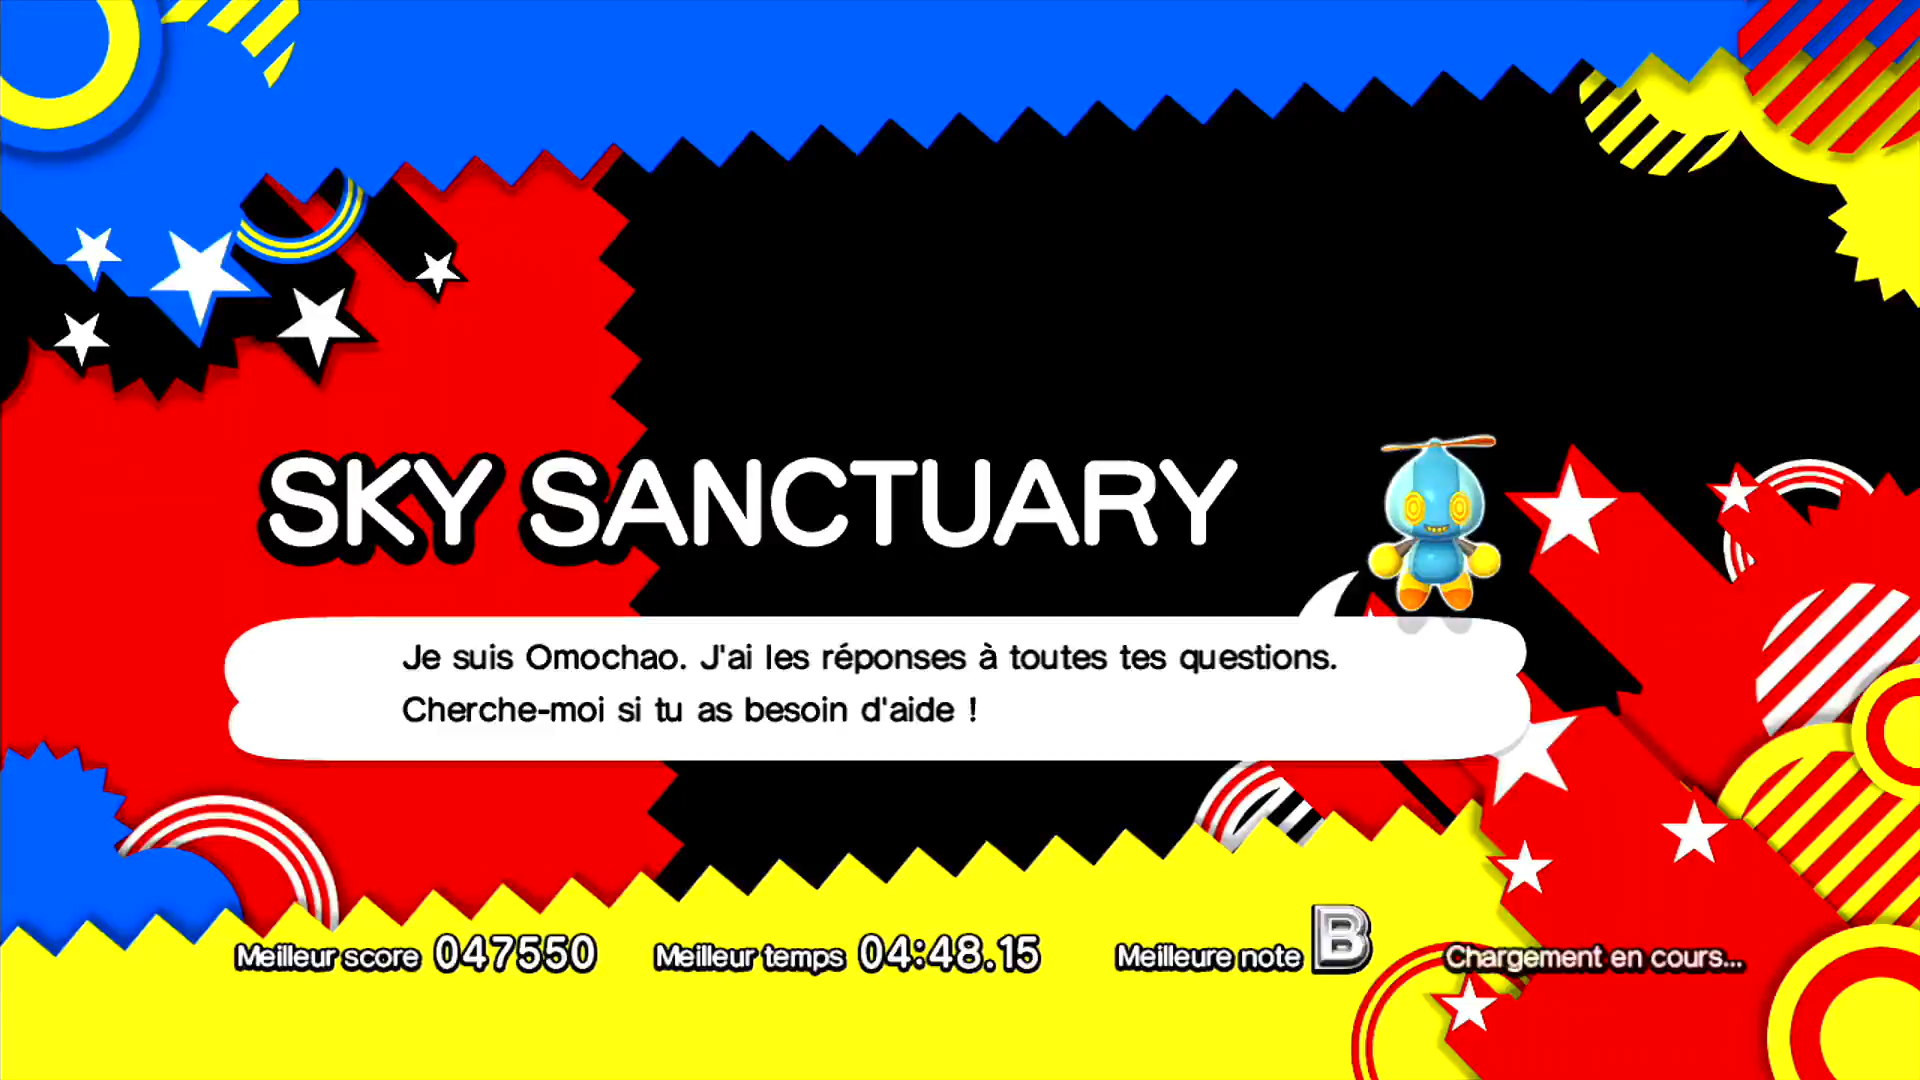 SKY SANCTUARY
Je suis Omochao. J'ai les réponses à toutes tes questions.
Cherche-moi si tu as besoin d'aide !
Meilleur score 047550 Meilleur temps 04:48.15 Meilleure note B Chargement en cours...